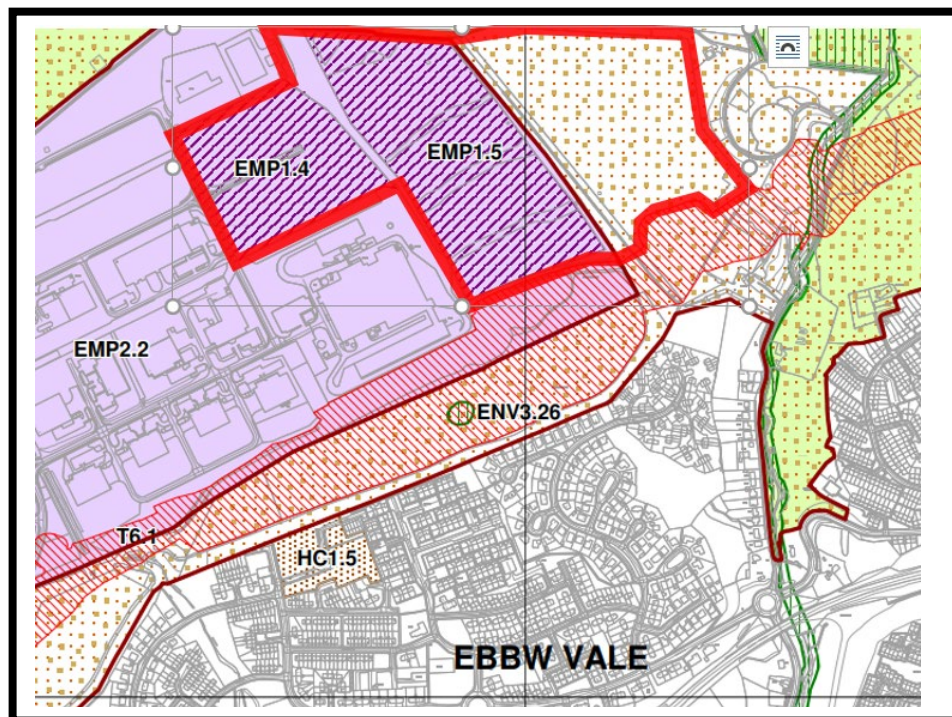 EMP1.4
EMP1.5
EMP2.2
ENV3.26
T6.1
HC1.5
EBBW VALE